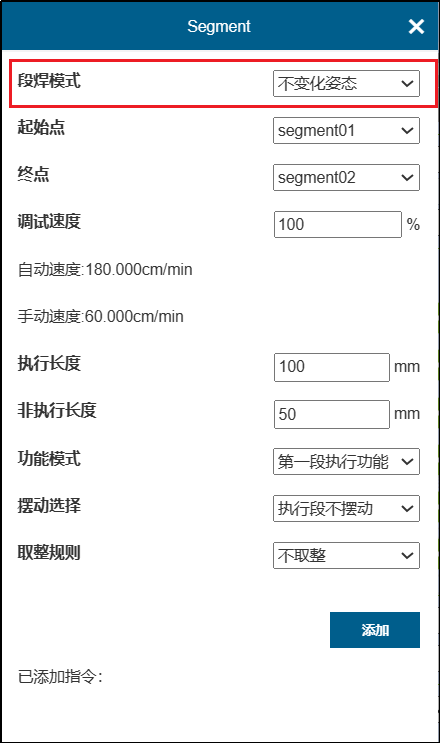 Segment
段焊模式 不变化姿态
起始点 segment01
终点 segment02
调试速度 100 %
自动速度:180.000cm/min
手动速度:60.000cm/min
执行长度 100 mm
非执行长度 50 mm
功能模式 第一段执行功能
摆动选择 执行段不摆动
取整规则 不取整
添加
已添加指令：